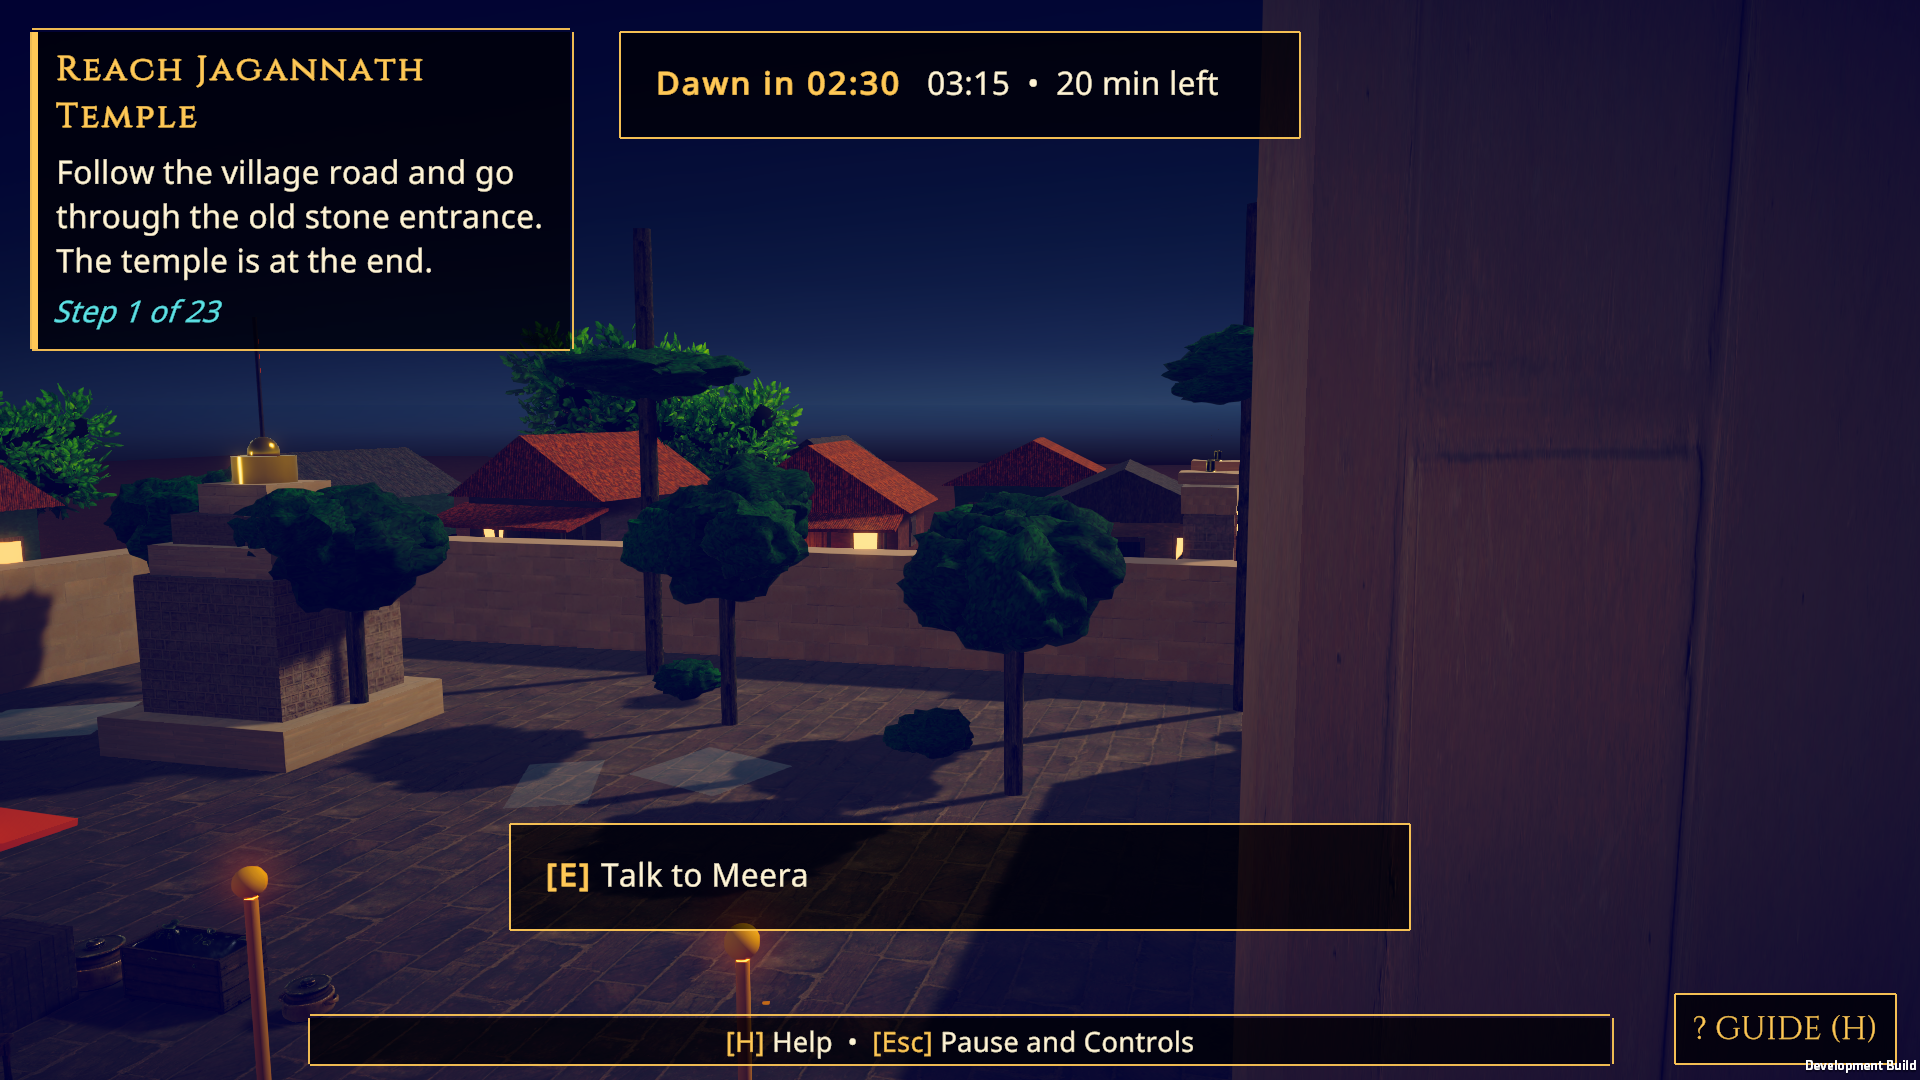 REACH JAGANNATH
TEMPLE
Follow the village road and go
through the old stone entrance.
The temple is at the end.
Step 1 of 23
Dawn in 02:30 03:15 • 20 min left
[E] Talk to Meera
[H] Help • [Esc] Pause and Controls
? GUIDE (H)
Development Build